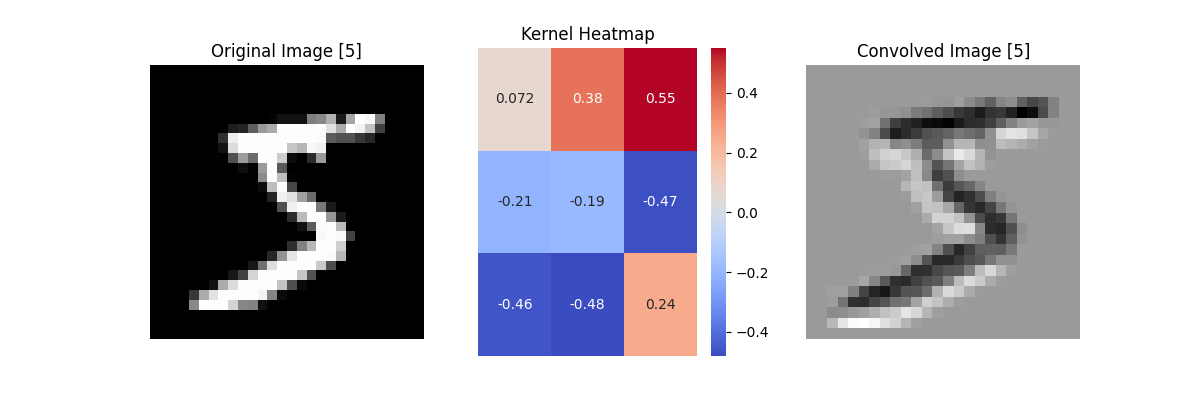 Original Image [5]
Kernel Heatmap
Convolved Image [5]
0.072 0.38 0.55
-0.21 -0.19 -0.47
-0.46 -0.48 0.24
0.4
0.2
0.0
−0.2
−0.4